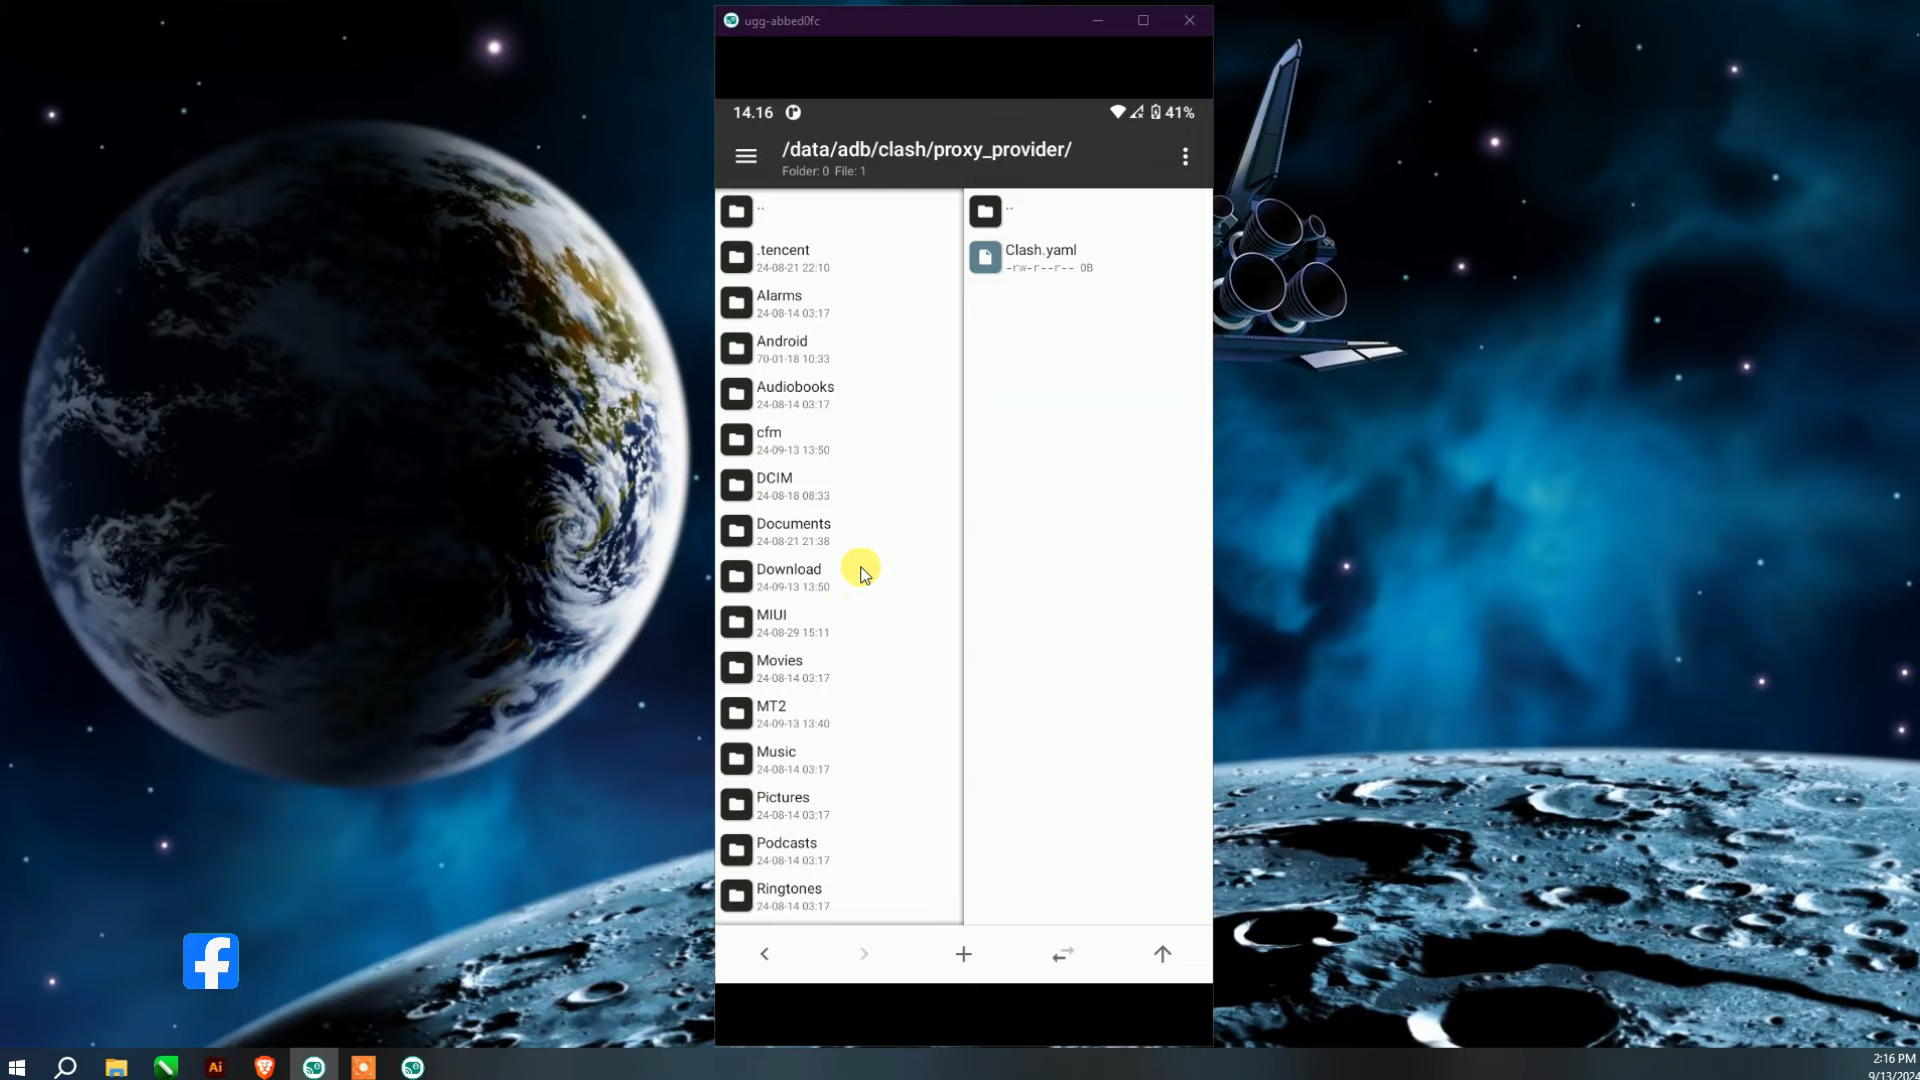 ugg-abbed0fc
14.16
41%
/data/adb/clash/proxy_provider/
Folder: 0 File: 1
..
.tencent
24-08-21 22:10
Alarms
24-08-14 03:17
Android
70-01-18 10:33
Audiobooks
24-08-14 03:17
cfm
24-09-13 13:50
DCIM
24-08-18 08:33
Documents
24-08-21 21:38
Download
24-09-13 13:50
MIUI
24-08-29 15:11
Movies
24-08-14 03:17
MT2
24-09-13 13:40
Music
24-08-14 03:17
Pictures
24-08-14 03:17
Podcasts
24-08-14 03:17
Ringtones
24-08-14 03:17
..
Clash.yaml
-rw-r--r-- 0B
f
Ai
2:16 PM
9/13/2024